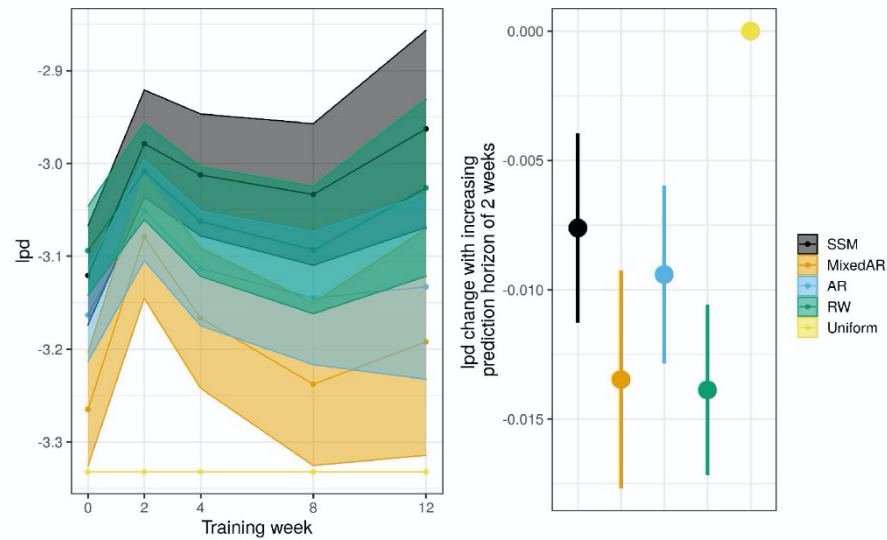 lpd
-2.9
-3.0
-3.1
-3.2
-3.3
0
2
4
8
12
Training week
lpd change with increasing
prediction horizon of 2 weeks
0.000
-0.005
-0.010
-0.015
SSM
MixedAR
AR
RW
Uniform